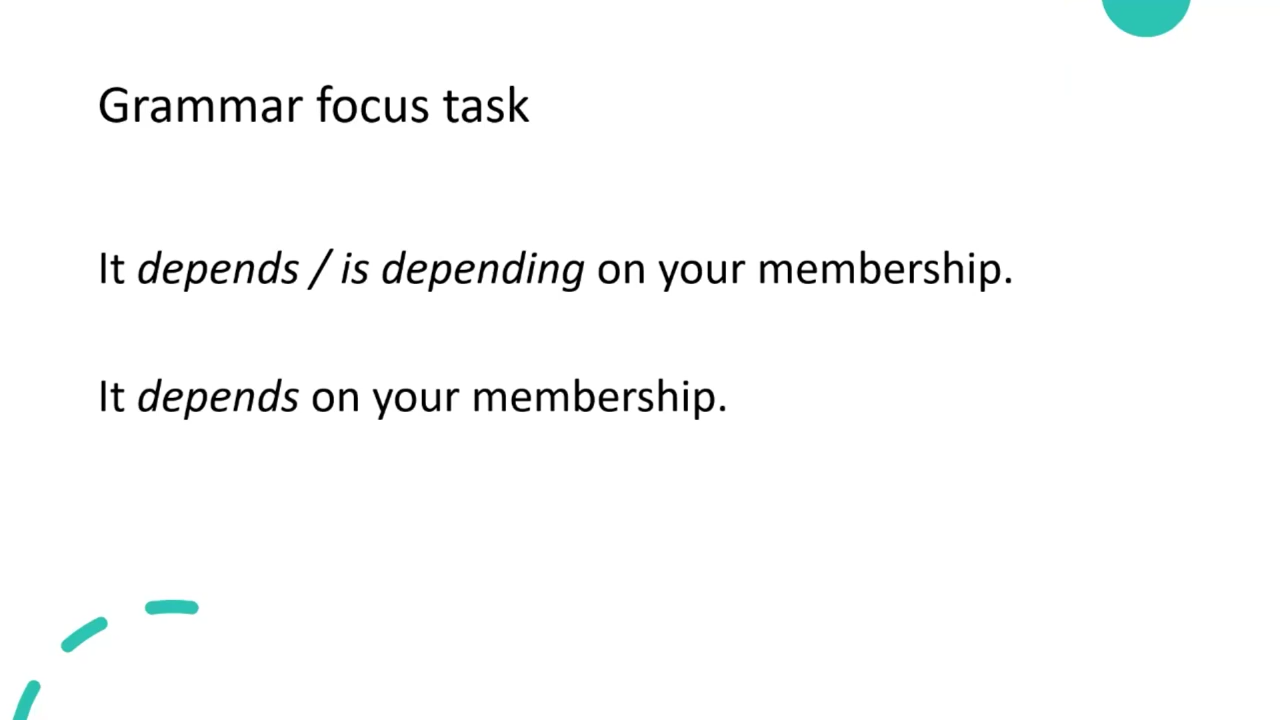 Grammar focus task
It depends / is depending on your membership.
It depends on your membership.